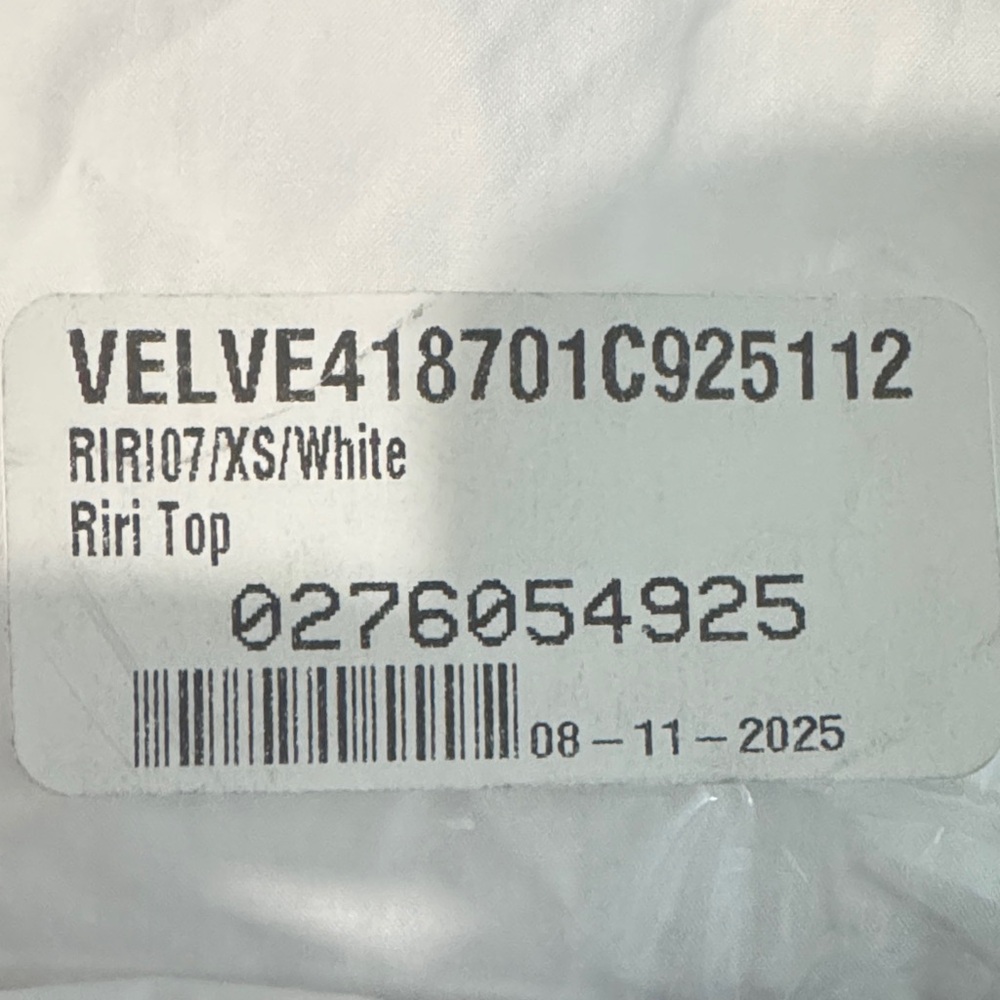 VELVE418701C925112
RIRI07/XS/White
Riri Top
0276054925
08-11-2025